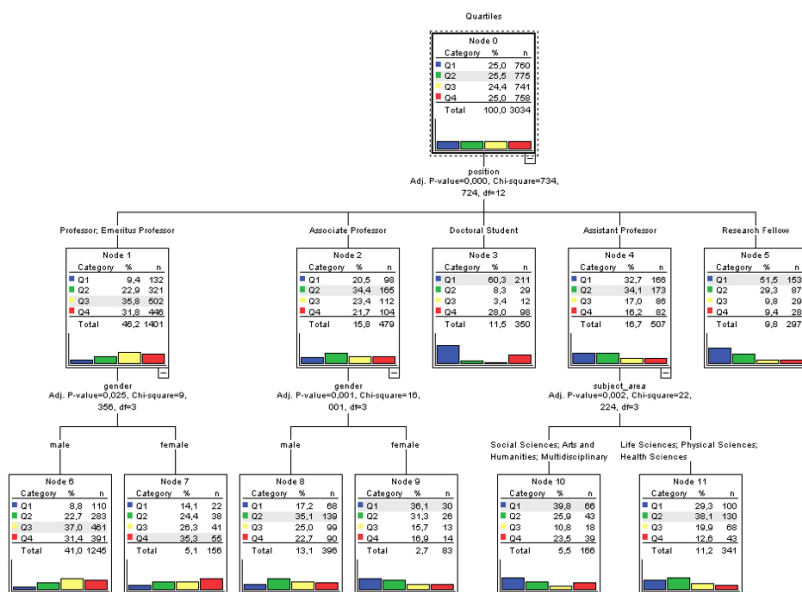 Quartiles
Node 0
Category % n
Q1 25,0 760
Q2 25,5 775
Q3 24,4 741
Q4 25,0 758
Total 100,0 3034
position
Adj. P-value=0,000, Chi-square=734,
724, df=12
Professor; Emeritus Professor
Node 1
Category % n
Q1 9,4 132
Q2 22,9 321
Q3 35,8 502
Q4 31,8 446
Total 46,2 1401
Associate Professor
Node 2
Category % n
Q1 20,5 98
Q2 34,4 165
Q3 23,4 112
Q4 21,7 104
Total 15,8 479
Doctoral Student
Node 3
Category % n
Q1 60,3 211
Q2 8,3 29
Q3 3,4 12
Q4 28,0 98
Total 11,5 350
Assistant Professor
Node 4
Category % n
Q1 32,7 166
Q2 34,1 173
Q3 17,0 86
Q4 16,2 82
Total 16,7 507
Research Fellow
Node 5
Category % n
Q1 51,5 153
Q2 29,3 87
Q3 9,8 29
Q4 9,4 28
Total 9,8 297
gender
Adj. P-value=0,025, Chi-square=9,
356, df=3
gender
Adj. P-value=0,001, Chi-square=16,
001, df=3
subject_area
Adj. P-value=0,002, Chi-square=22,
224, df=3
male
Node 6
Category % n
Q1 8,8 110
Q2 22,7 283
Q3 37,0 461
Q4 31,4 391
Total 41,0 1245
female
Node 7
Category % n
Q1 14,1 22
Q2 24,4 38
Q3 26,3 41
Q4 35,3 55
Total 5,1 156
male
Node 8
Category % n
Q1 17,2 68
Q2 35,1 139
Q3 25,0 99
Q4 22,7 90
Total 13,1 396
female
Node 9
Category % n
Q1 36,1 30
Q2 31,3 26
Q3 15,7 13
Q4 16,9 14
Total 2,7 83
Social Sciences; Arts and
Humanities; Multidisciplinary
Node 10
Category % n
Q1 39,8 66
Q2 25,9 43
Q3 10,8 18
Q4 23,5 39
Total 5,5 166
Life Sciences; Physical Sciences;
Health Sciences
Node 11
Category % n
Q1 29,3 100
Q2 38,1 130
Q3 19,9 68
Q4 12,6 43
Total 11,2 341